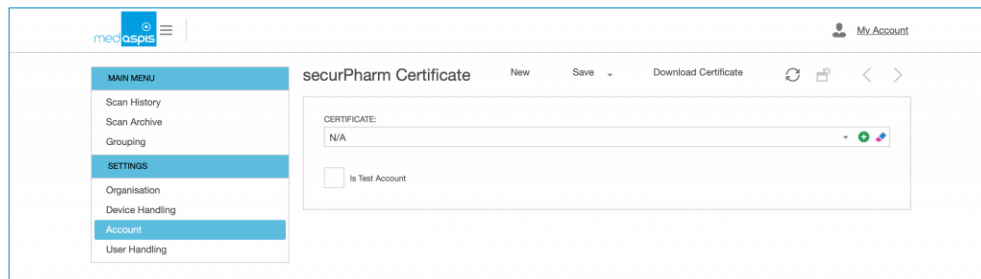 medaspis
My Account
MAIN MENU
Scan History
Scan Archive
Grouping
SETTINGS
Organisation
Device Handling
Account
User Handling
securPharm Certificate New Save Download Certificate
CERTIFICATE:
N/A
Is Test Account